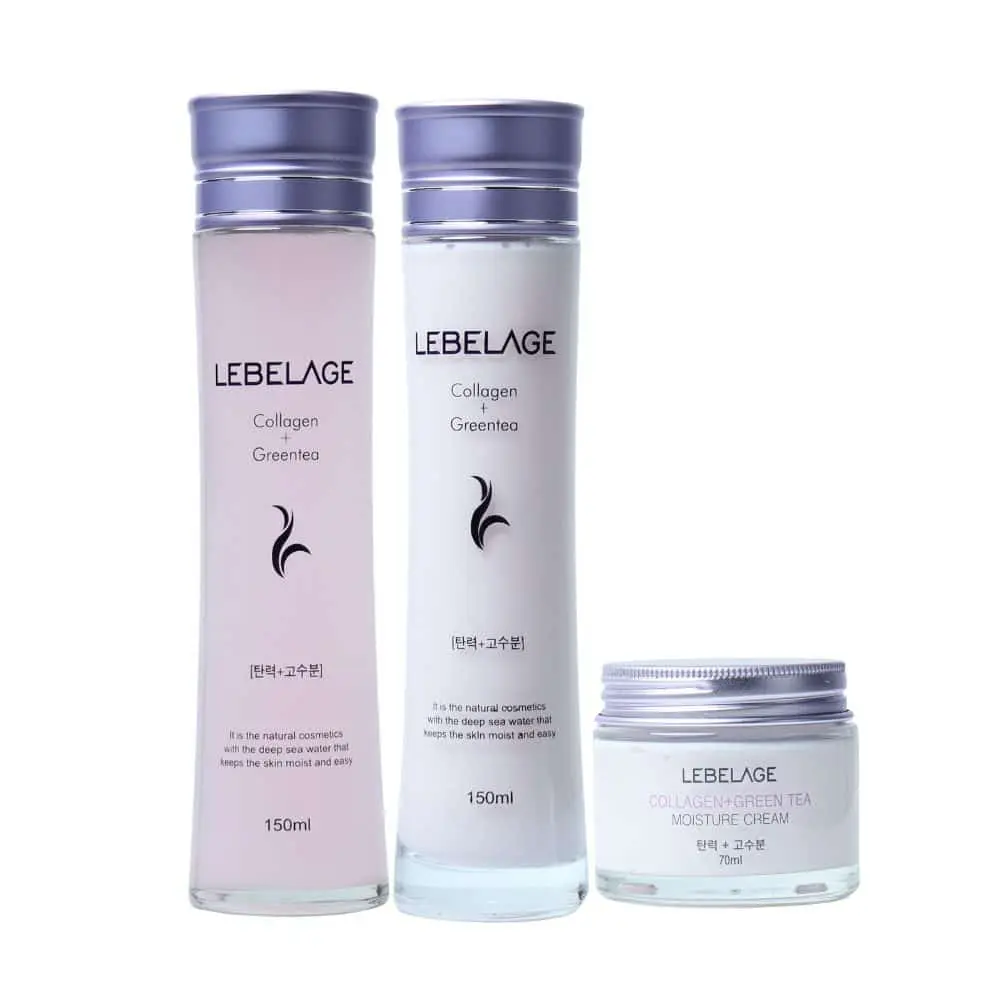 LEBELAGE
Collagen
+
Greentea
[탄력+고수분]
It is the natural cosmetics
with the deep sea water that
keeps the skin moist and easy
150ml
LEBELAGE
Collagen
+
Greentea
[탄력+고수분]
It is the natural cosmetics
with the deep sea water that
keeps the skin moist and easy
150ml
LEBELAGE
COLLAGEN+GREEN TEA
MOISTURE CREAM
탄력 + 고수분
70ml